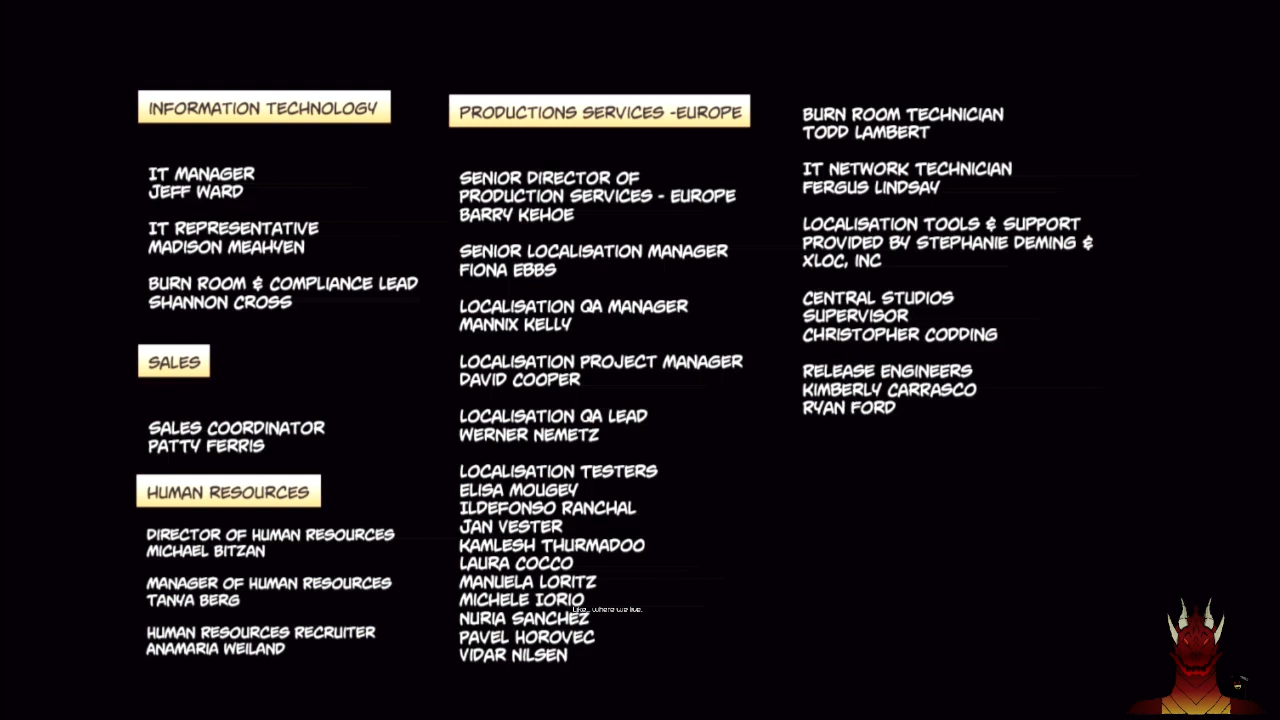 INFORMATION TECHNOLOGY
IT MANAGER
JEFF WARD
IT REPRESENTATIVE
MADISON MEAHYEN
BURN ROOM & COMPLIANCE LEAD
SHANNON CROSS
SALES
SALES COORDINATOR
PATTY FERRIS
HUMAN RESOURCES
DIRECTOR OF HUMAN RESOURCES
MICHAEL BITZAN
MANAGER OF HUMAN RESOURCES
TANYA BERG
HUMAN RESOURCES RECRUITER
ANAMARIA WEILAND
PRODUCTIONS SERVICES -EUROPE
SENIOR DIRECTOR OF
PRODUCTION SERVICES - EUROPE
BARRY KEHOE
SENIOR LOCALISATION MANAGER
FIONA EBBS
LOCALISATION QA MANAGER
MANNIX KELLY
LOCALISATION PROJECT MANAGER
DAVID COOPER
LOCALISATION QA LEAD
WERNER NEMETZ
LOCALISATION TESTERS
ELISA MOUGEY
ILDEFONSO RANCHAL
JAN VESTER
KAMLESH THURMADOO
LAURA COCCO
MANUELA LORITZ
MICHELE IORIO
Like... where we live.
NURIA SANCHEZ
PAVEL HOROVEC
VIDAR NILSEN
BURN ROOM TECHNICIAN
TODD LAMBERT
IT NETWORK TECHNICIAN
FERGUS LINDSAY
LOCALISATION TOOLS & SUPPORT
PROVIDED BY STEPHANIE DEMING &
XLOC, INC
CENTRAL STUDIOS
SUPERVISOR
CHRISTOPHER CODDING
RELEASE ENGINEERS
KIMBERLY CARRASCO
RYAN FORD